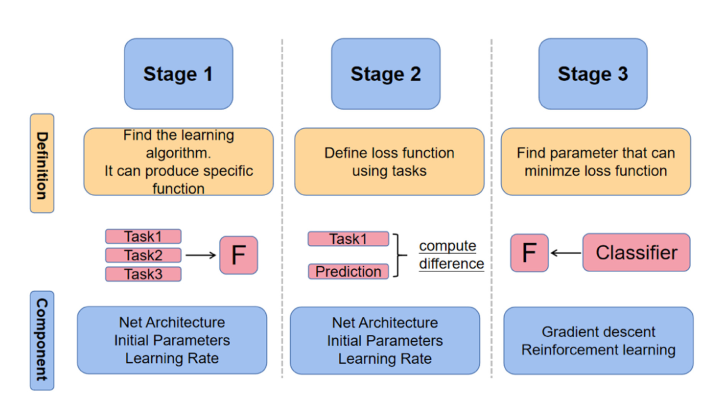 Stage 1
Stage 2
Stage 3
Definition
Find the learning
algorithm.
It can produce specific
function
Define loss function
using tasks
Find parameter that can
minimze loss function
Task1
Task2
Task3
F
Task1
Prediction
compute
difference
F
Classifier
Component
Net Architecture
Initial Parameters
Learning Rate
Net Architecture
Initial Parameters
Learning Rate
Gradient descent
Reinforcement learning